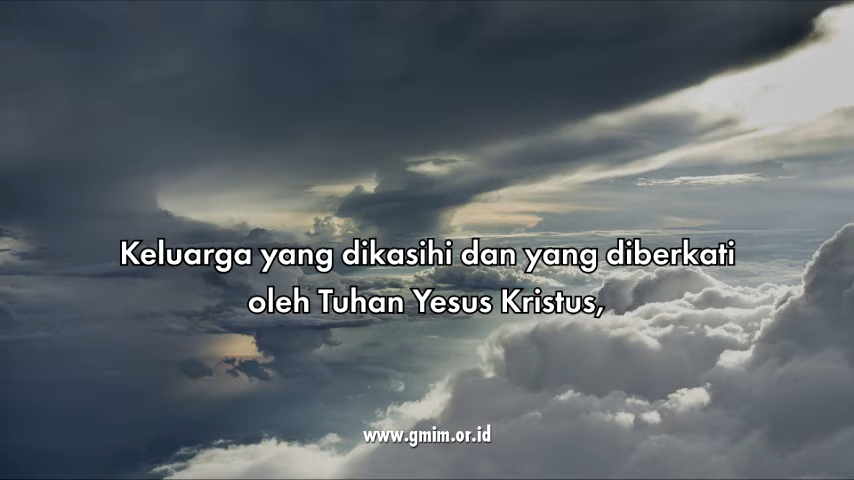 Keluarga yang dikasihi dan yang diberkati
oleh Tuhan Yesus Kristus,
www.gmim.or.id